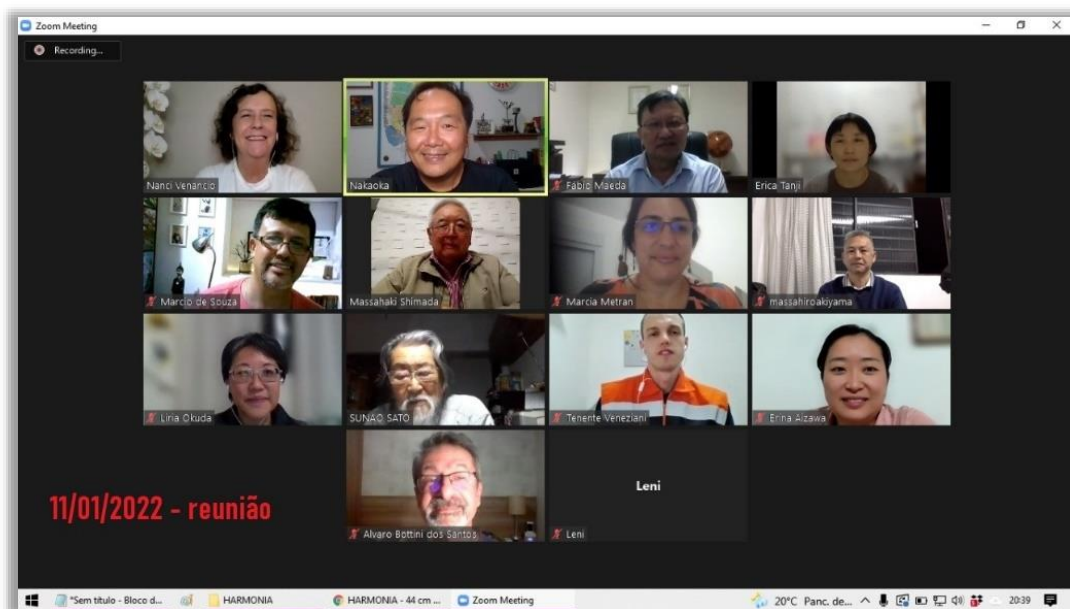 Zoom Meeting
Recording...
Nanci Venancio
Nakaoka
Fabio Maeda
Erica Tanji
Marcio de Souza
Massahaki Shimada
Marcia Metran
massahiroakiyama
Liria Okuda
SUNAO SATO
Tenente Veneziani
Erina Aizawa
Leni
Alvaro Bottini dos Santos
Leni
11/01/2022 - reunião
*Sem título - Bloco d...
HARMONIA
HARMONIA - 44 cm ...
Zoom Meeting
20°C Panc. de...
20:39